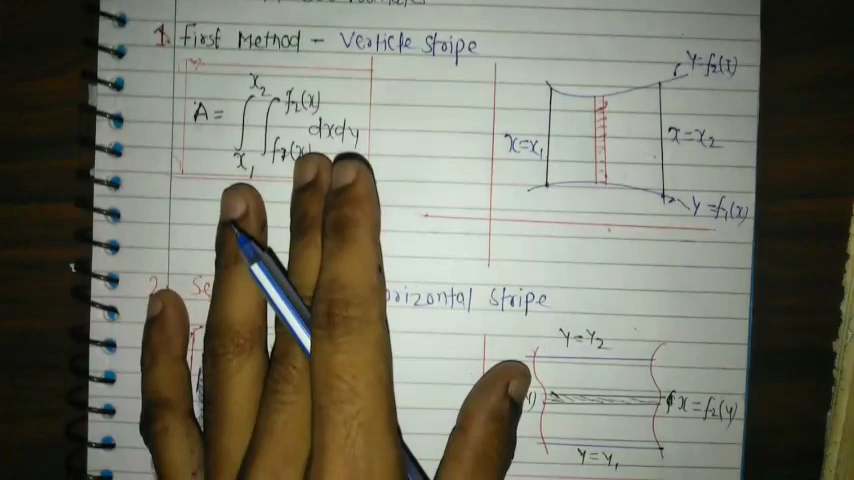 1. First Method - Verticle Stripe
A = ∫ x₁ x₂ ∫ f₁(x) f₂(x) dxdy
y=f₂(x)
x=x₁
x=x₂
y=f₁(x)
2. Se
orizontal Stripe
y=y₂
x=f₂(y)
y=y₁